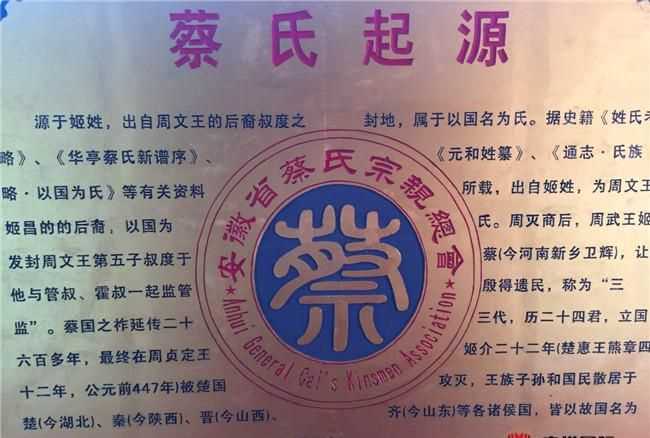 蔡氏起源
源于姬姓，出自周文王的后裔叔度之 封地，属于以国名为氏。据史籍《姓氏考
略》、《华亭蔡氏新谱序》、 《元和姓纂》、《通志·氏族
略·以国为氏》等有关资料 所载，出自姬姓，为周文王
姬昌的的后裔，以国为 氏。周灭商后，周武王姬
发封周文王第五子叔度于 蔡(今河南新乡卫辉)，让
他与管叔、霍叔一起监管 殷得遗民，称为“三
监”。蔡国之祚延传二十 三代，历二十四君，立国
六百多年，最终在周贞定王 姬介二十二年(楚惠王熊章四
十二年，公元前447年)被楚国 攻灭，王族子孙和国民散居于
楚(今湖北)、秦(今陕西)、晋(今山西)、 齐(今山东)等各诸侯国，皆以故国名为
安徽省蔡氏宗親總會
蔡
Anhui General Cai's Kinsmen Association